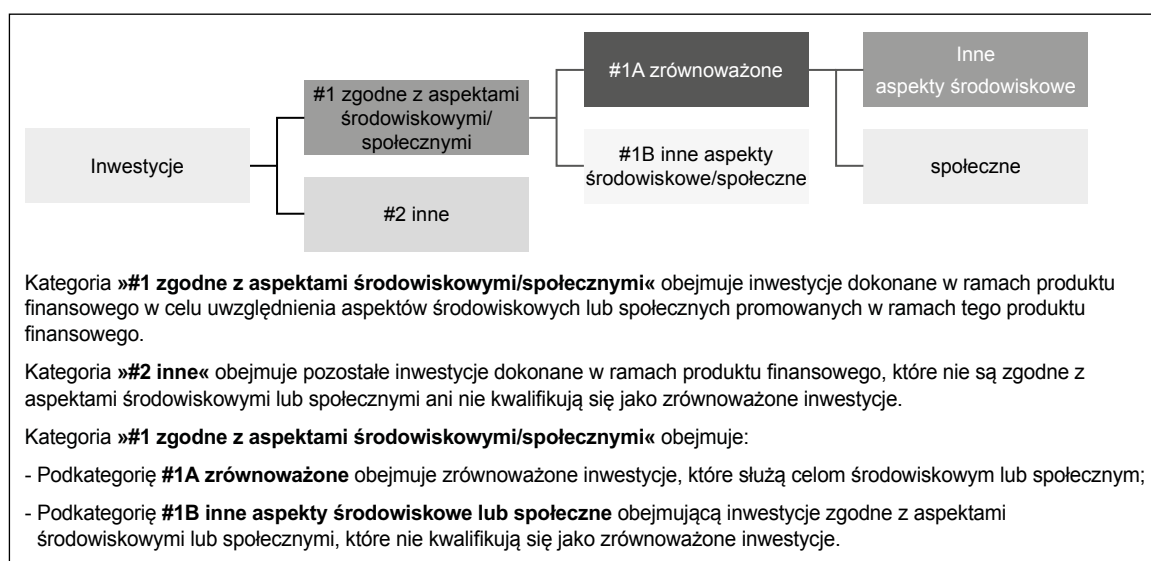 Inwestycje
#1 zgodne z aspektami
środowiskowymi/
społecznymi
#2 inne
#1A zrównoważone
#1B inne aspekty
środowiskowe/społeczne
Inne
aspekty środowiskowe
społeczne
Kategoria »#1 zgodne z aspektami środowiskowymi/społecznymi« obejmuje inwestycje dokonane w ramach produktu
finansowego w celu uwzględnienia aspektów środowiskowych lub społecznych promowanych w ramach tego produktu
finansowego.
Kategoria »#2 inne« obejmuje pozostałe inwestycje dokonane w ramach produktu finansowego, które nie są zgodne z
aspektami środowiskowymi lub społecznymi ani nie kwalifikują się jako zrównoważone inwestycje.
Kategoria »#1 zgodne z aspektami środowiskowymi/społecznymi« obejmuje:
- Podkategorię #1A zrównoważone obejmuje zrównoważone inwestycje, które służą celom środowiskowym lub społecznym;
- Podkategorię #1B inne aspekty środowiskowe lub społeczne obejmującą inwestycje zgodne z aspektami
środowiskowymi lub społecznymi, które nie kwalifikują się jako zrównoważone inwestycje.